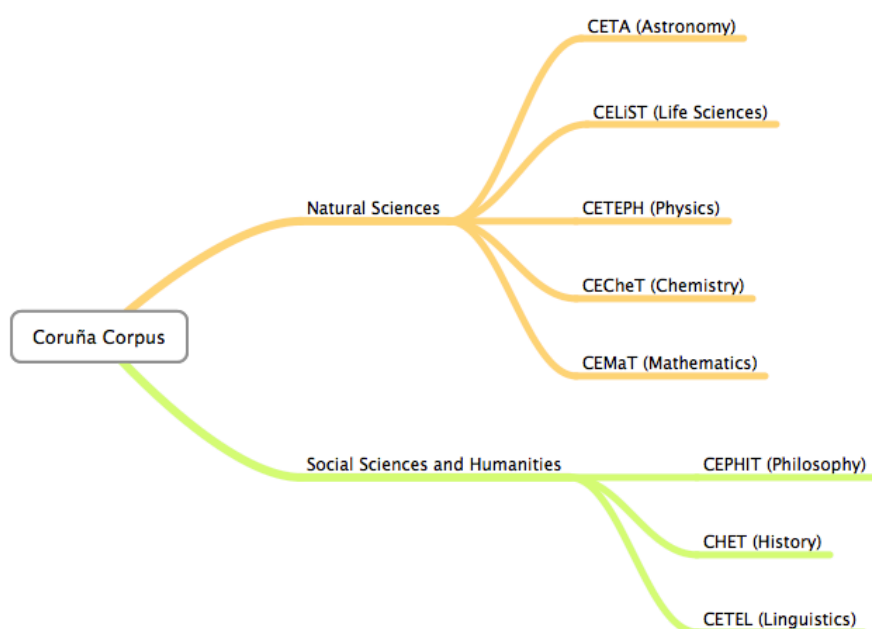 CETA (Astronomy)
CELiST (Life Sciences)
Natural Sciences
CETEPH (Physics)
CECheT (Chemistry)
Coruña Corpus
CEMaT (Mathematics)
Social Sciences and Humanities
CEPHIT (Philosophy)
CHET (History)
CETEL (Linguistics)